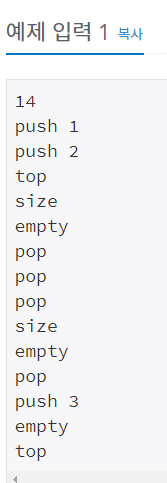 예제 입력 1 복사
14
push 1
push 2
top
size
empty
pop
pop
pop
size
empty
pop
push 3
empty
top